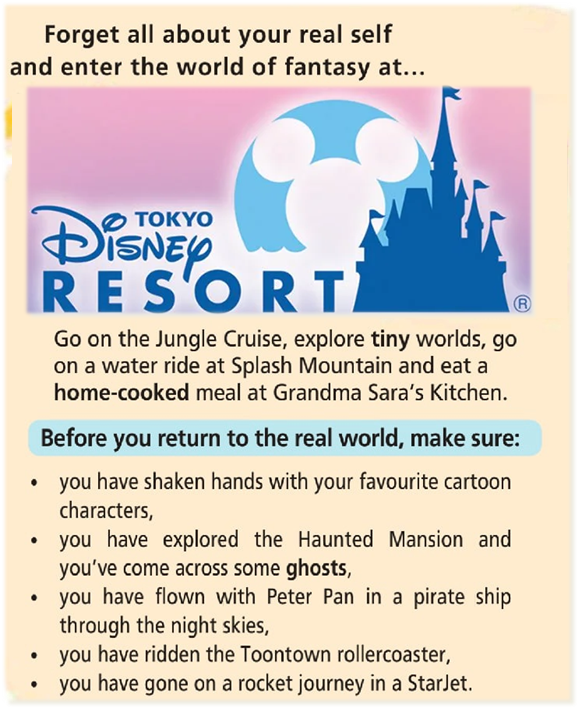 Forget all about your real self
and enter the world of fantasy at...
TOKYO
Disney
RESORT
®
Go on the Jungle Cruise, explore tiny worlds, go
on a water ride at Splash Mountain and eat a
home-cooked meal at Grandma Sara's Kitchen.
Before you return to the real world, make sure:
• you have shaken hands with your favourite cartoon
characters,
• you have explored the Haunted Mansion and
you've come across some ghosts,
• you have flown with Peter Pan in a pirate ship
through the night skies,
• you have ridden the Toontown rollercoaster,
• you have gone on a rocket journey in a StarJet.